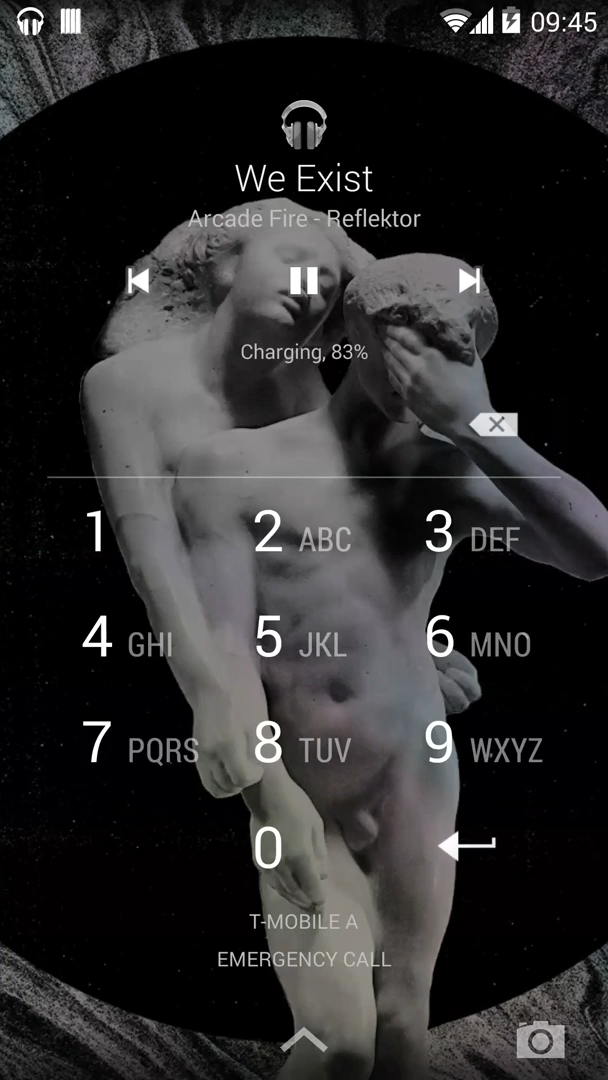 09:45
We Exist
Arcade Fire - Reflektor
Charging, 83%
1 2 ABC 3 DEF
4 GHI 5 JKL 6 MNO
7 PQRS 8 TUV 9 WXYZ
0
T-MOBILE A
EMERGENCY CALL